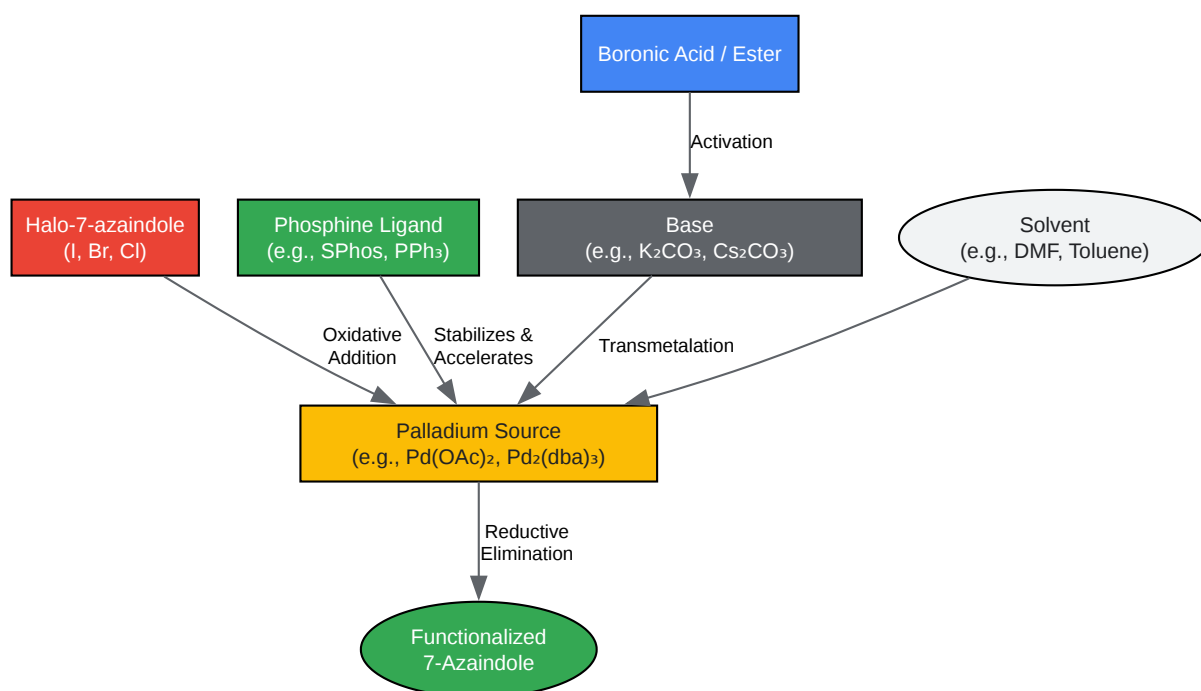 Boronic Acid / Ester
Activation
Halo-7-azaindole
(I, Br, Cl)
Phosphine Ligand
(e.g., SPhos, PPh₃)
Base
(e.g., K₂CO₃, Cs₂CO₃)
Solvent
(e.g., DMF, Toluene)
Oxidative
Addition
Stabilizes &
Accelerates
Transmetalation
Palladium Source
(e.g., Pd(OAc)₂, Pd₂(dba)₃)
Reductive
Elimination
Functionalized
7-Azaindole